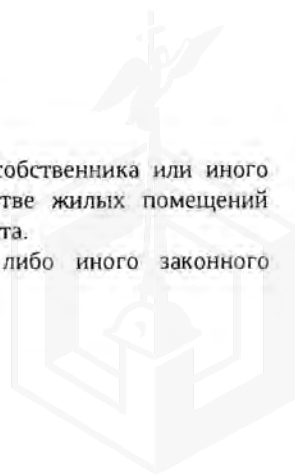 собственника или иного
стве жилых помещений
та.
либо иного законного